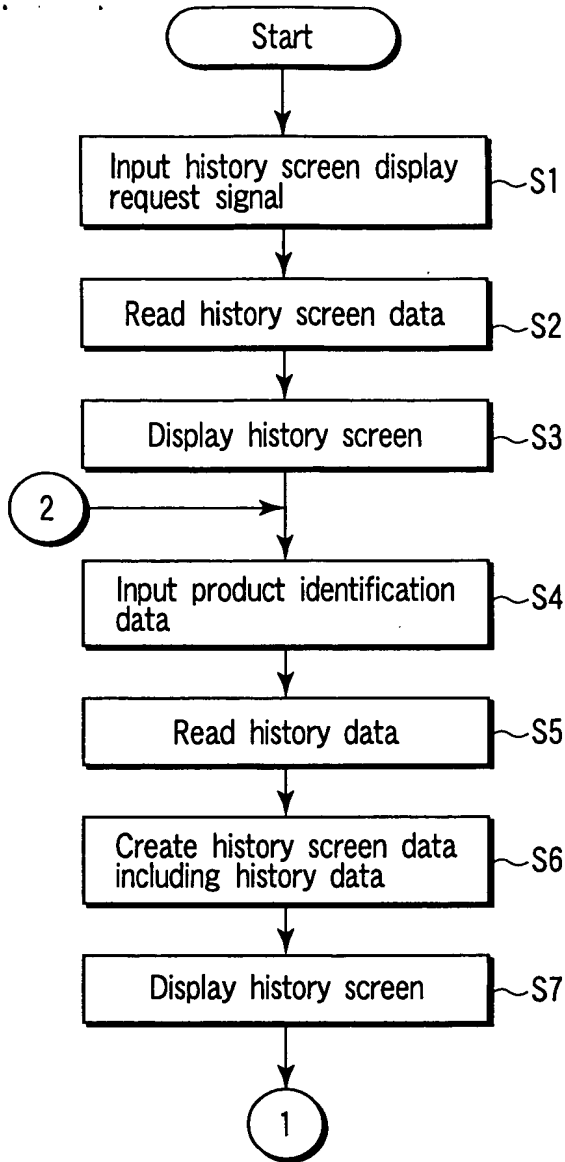 Start
Input history screen display
request signal
S1
Read history screen data
S2
Display history screen
S3
2
Input product identification
data
S4
Read history data
S5
Create history screen data
including history data
S6
Display history screen
S7
1